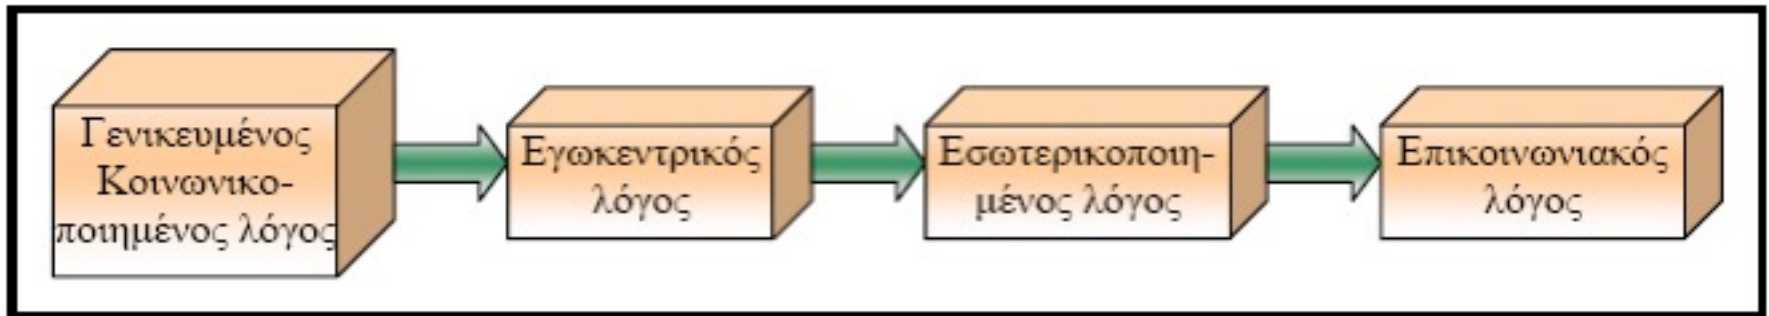 Γενικευμένος
Κοινωνικο-
ποιημένος λόγος
Εγωκεντρικός
λόγος
Εσωτερικοποιη-
μένος λόγος
Επικοινωνιακός
λόγος